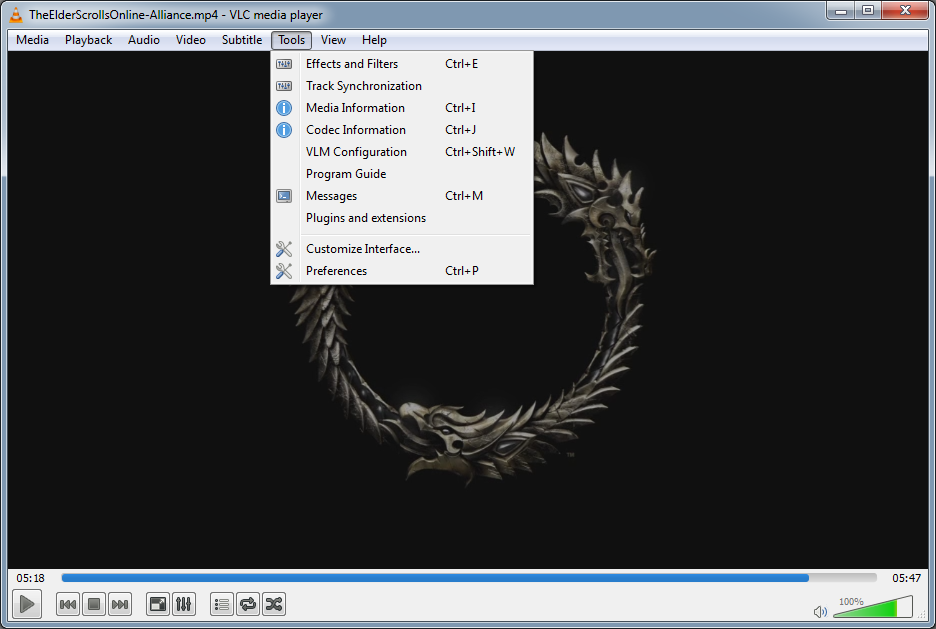 TheElderScrollsOnline-Alliance.mp4 - VLC media player
Media Playback Audio Video Subtitle Tools View Help
Effects and Filters Ctrl+E
Track Synchronization
Media Information Ctrl+I
Codec Information Ctrl+J
VLM Configuration Ctrl+Shift+W
Program Guide
Messages Ctrl+M
Plugins and extensions
Customize Interface...
Preferences Ctrl+P
TM
05:18 05:47
100%